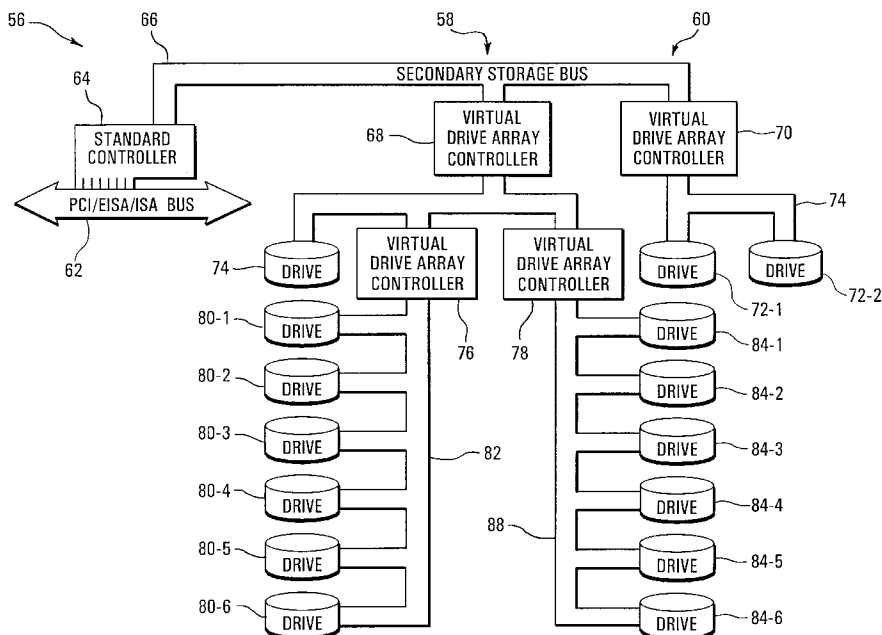 56
66
58
60
SECONDARY STORAGE BUS
64
STANDARD
CONTROLLER
68
VIRTUAL
DRIVE ARRAY
CONTROLLER
VIRTUAL
DRIVE ARRAY
CONTROLLER
70
PCI/EISA/ISA BUS
62
74
74
DRIVE
VIRTUAL
DRIVE ARRAY
CONTROLLER
VIRTUAL
DRIVE ARRAY
CONTROLLER
DRIVE
DRIVE
72-1
72-2
76
78
80-1
DRIVE
DRIVE
84-1
80-2
DRIVE
DRIVE
84-2
80-3
DRIVE
DRIVE
84-3
82
80-4
DRIVE
DRIVE
84-4
88
80-5
DRIVE
DRIVE
84-5
80-6
DRIVE
DRIVE
84-6